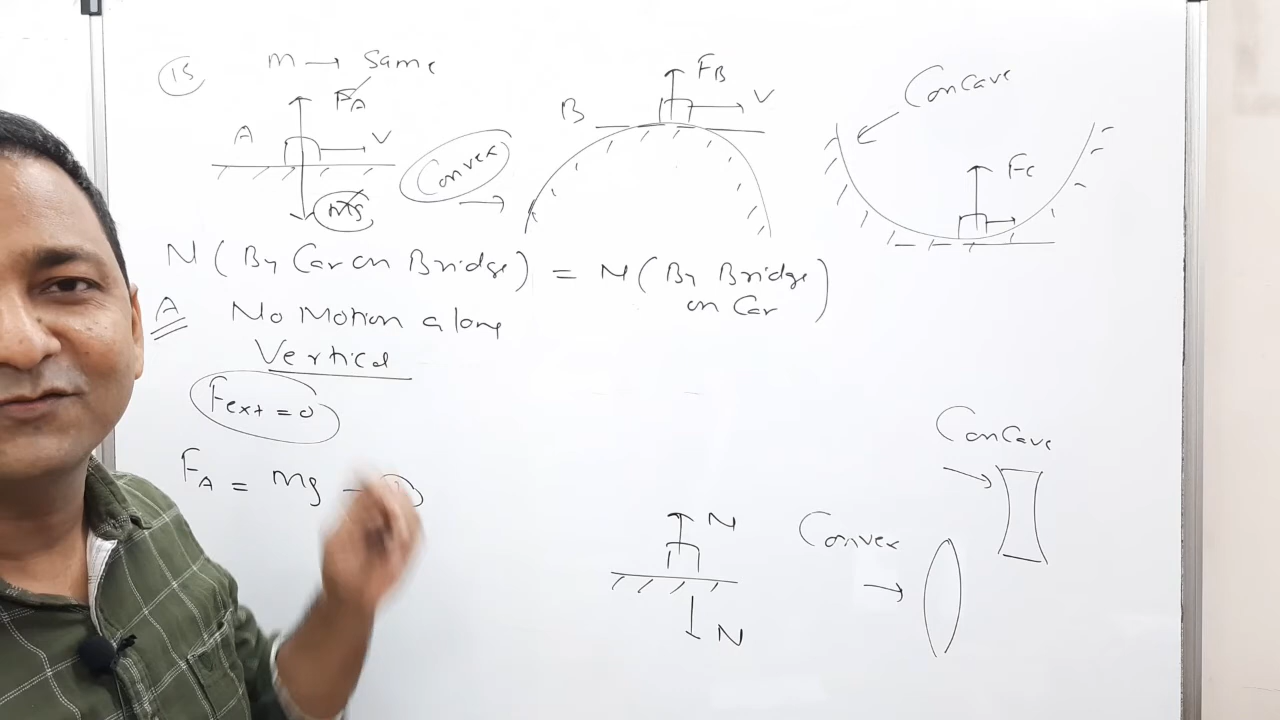 15
m → Same
FA
A
V
mg
Convex
B
FB
V
Concave
Fc
N (By Car on Bridge) = N (By Bridge on Car)
A No Motion along
Vertical
Fext = 0
FA = mg
N
N
Convex
Concave